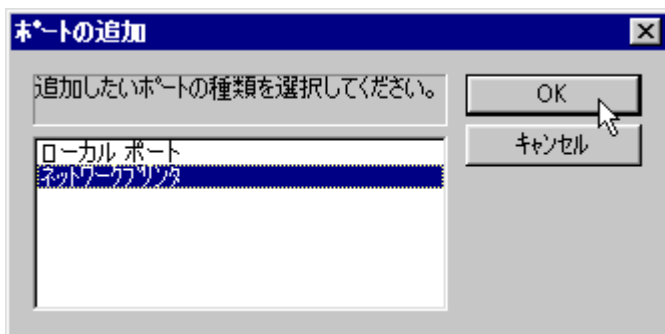 ﾎﾟｰﾄの追加
追加したいﾎﾟｰﾄの種類を選択してください。
OK
ｷｬﾝｾﾙ
ローカル ポート
ﾈｯﾄﾜｰｸﾌﾟﾘﾝﾀ